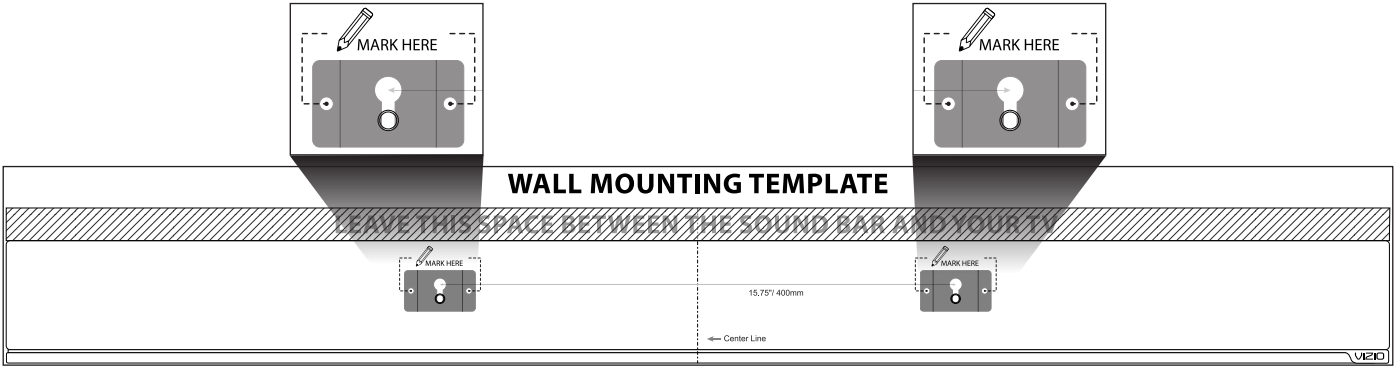 MARK HERE
MARK HERE
WALL MOUNTING TEMPLATE
LEAVE THIS SPACE BETWEEN THE SOUND BAR AND YOUR TV
MARK HERE
MARK HERE
15,75"/ 400mm
Center Line
VIZIO